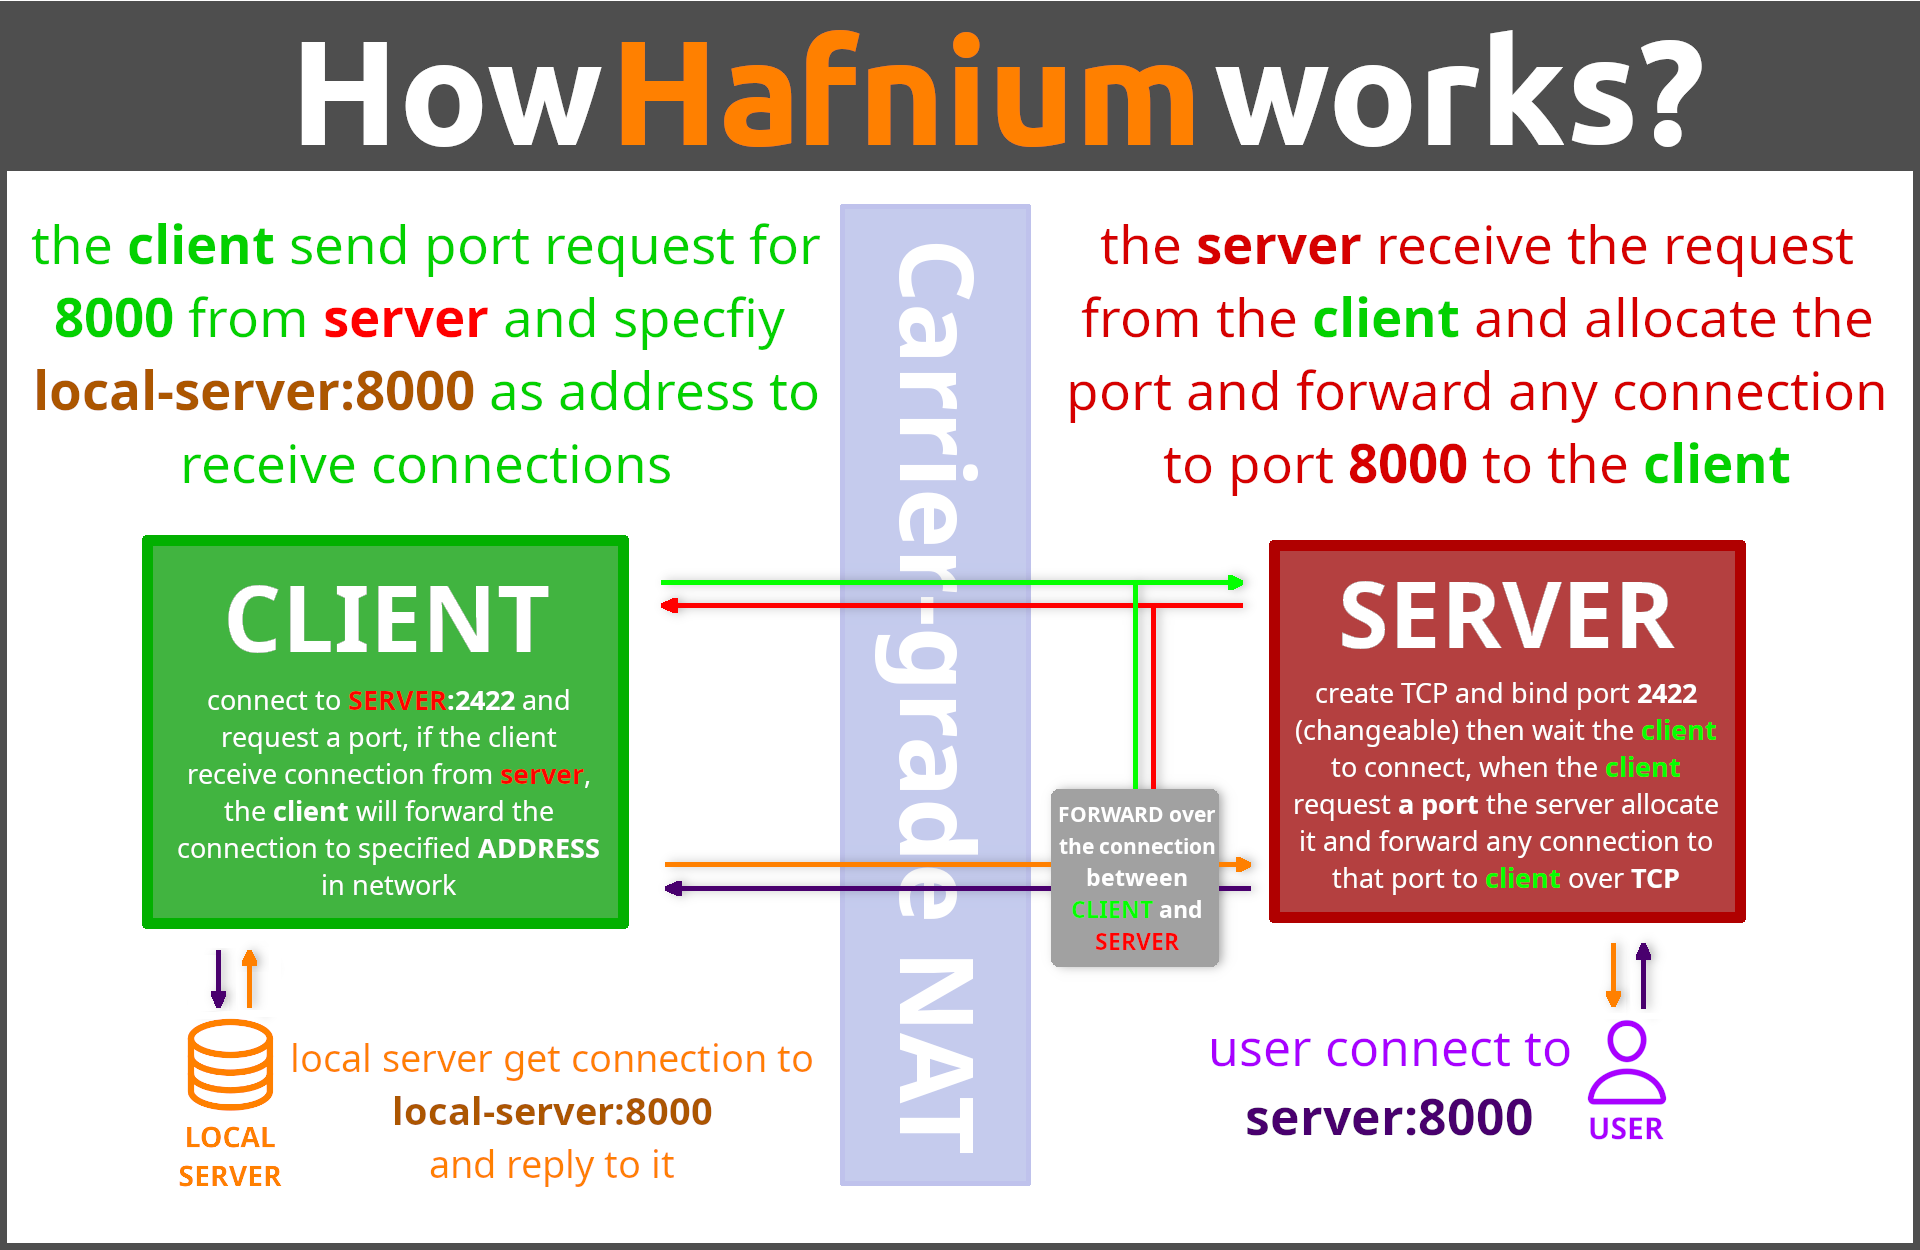 How Hafnium works?
the client send port request for
8000 from server and specfiy
local-server:8000 as address to
receive connections
Carrier-grade NAT
the server receive the request
from the client and allocate the
port and forward any connection
to port 8000 to the client
CLIENT
connect to SERVER:2422 and
request a port, if the client
receive connection from server,
the client will forward the
connection to specified ADDRESS
in network
SERVER
create TCP and bind port 2422
(changeable) then wait the client
to connect, when the client
request a port the server allocate
it and forward any connection to
that port to client over TCP
FORWARD over
the connection
between
CLIENT and
SERVER
LOCAL
SERVER
local server get connection to
local-server:8000
and reply to it
user connect to
server:8000
USER